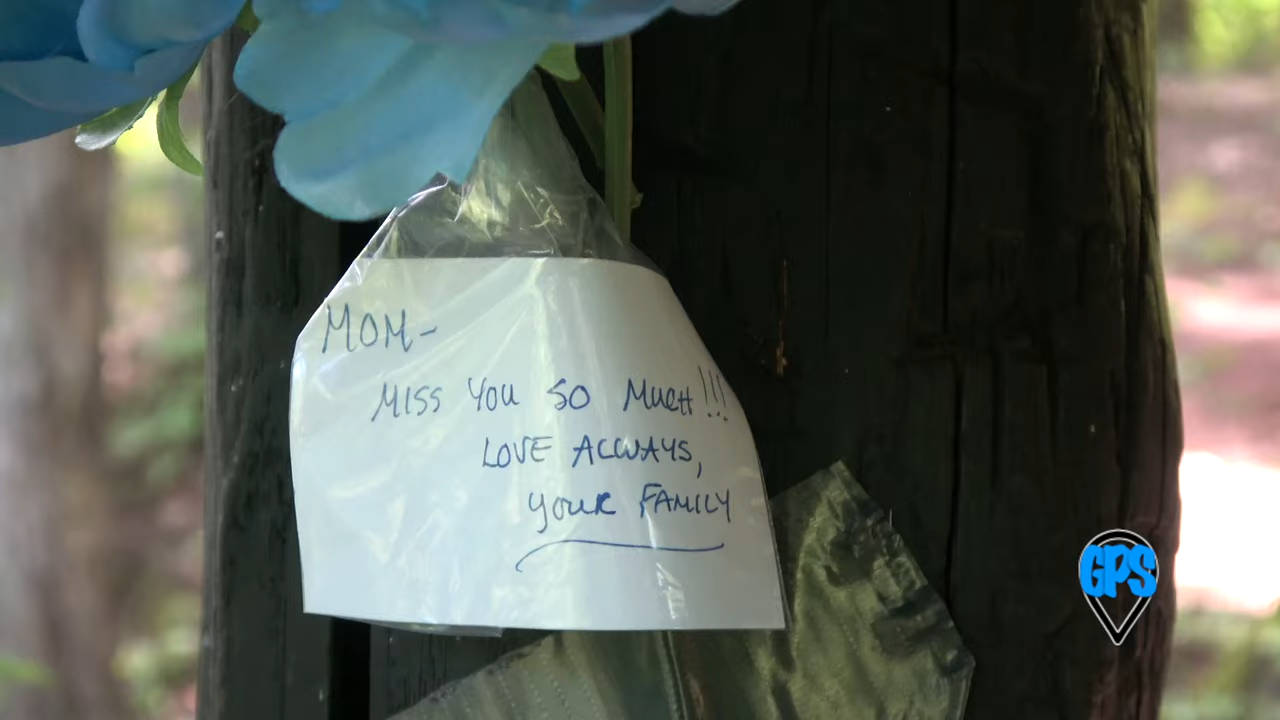 MOM-
MISS YOU SO MUCH!!!
LOVE ALWAYS,
YOUR FAMILY
GPS